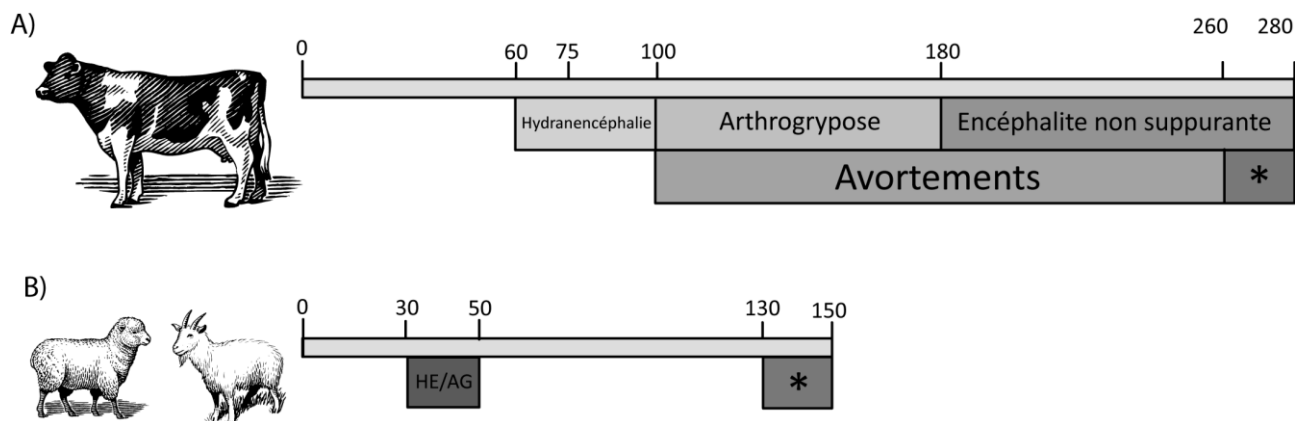 A)
0 60 75 100 180 260 280
Hydranencéphalie Arthrogrypose Encéphalite non suppurante
Avortements *
B)
0 30 50 130 150
HE/AG *